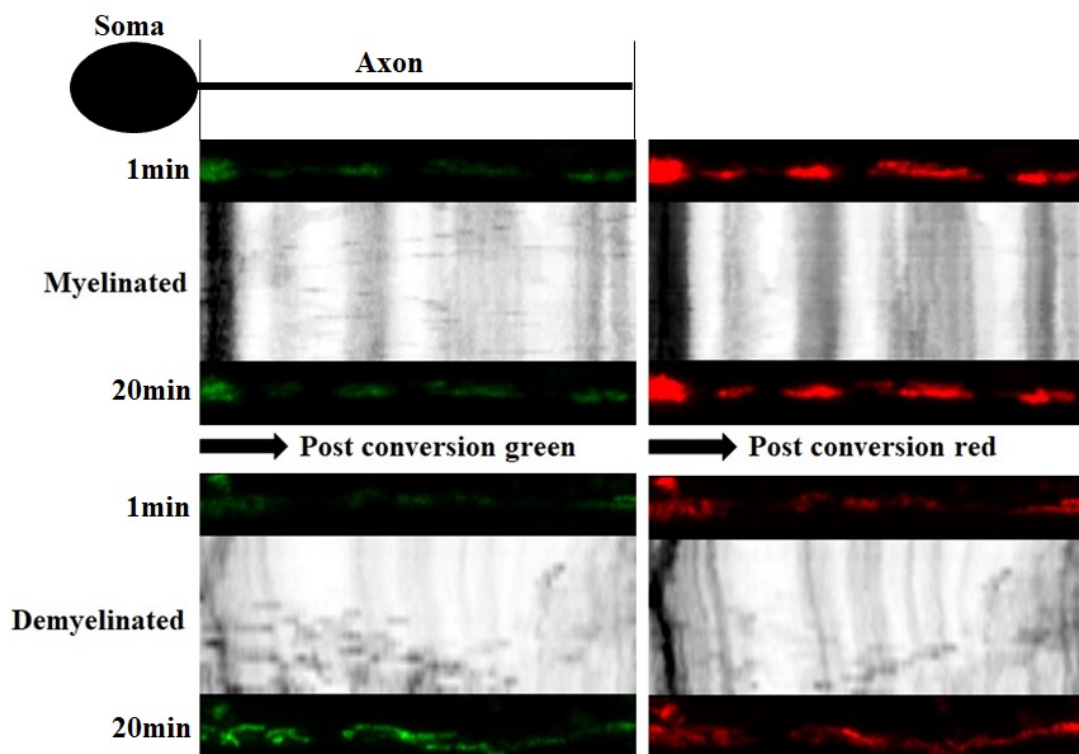 Soma
Axon
1min
Myelinated
20min
Post conversion green
Post conversion red
1min
Demyelinated
20min